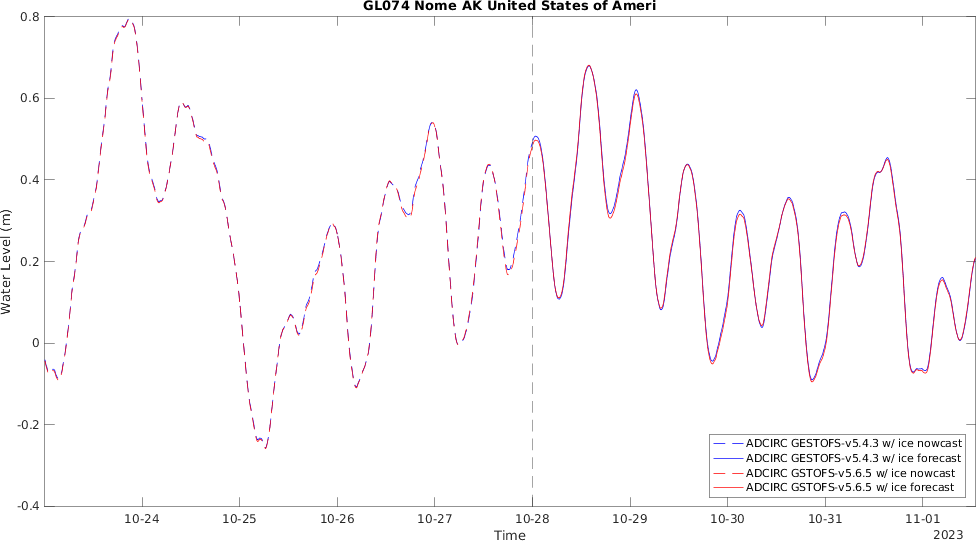 GL074 Nome AK United States of Ameri
Water Level (m)
0.8
0.6
0.4
0.2
0
-0.2
-0.4
10-24 10-25 10-26 10-27 10-28 10-29 10-30 10-31 11-01
Time
2023
ADCIRC GESTOFS-v5.4.3 w/ ice nowcast
ADCIRC GESTOFS-v5.4.3 w/ ice forecast
ADCIRC GSTOFS-v5.6.5 w/ ice nowcast
ADCIRC GSTOFS-v5.6.5 w/ ice forecast